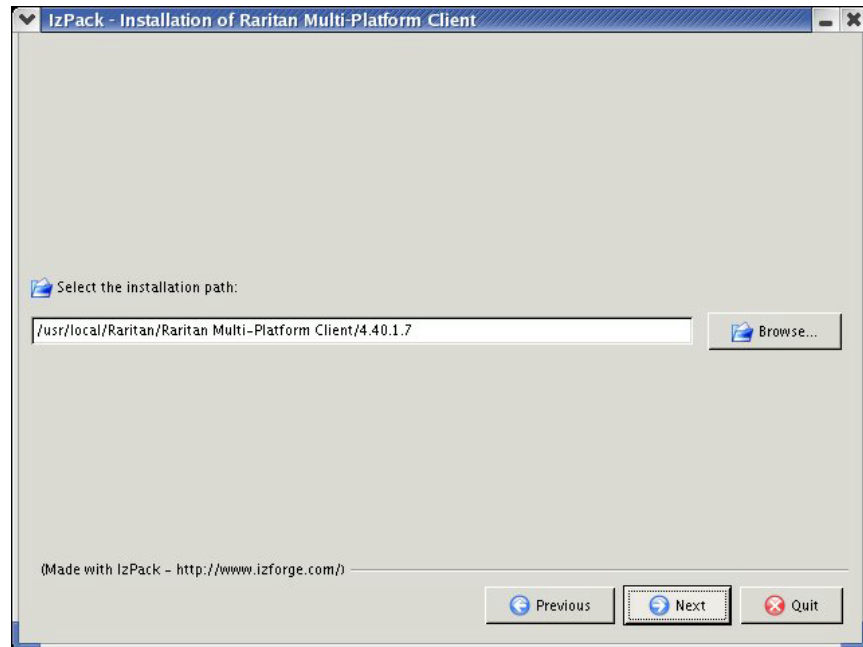 IzPack - Installation of Raritan Multi-Platform Client
Select the installation path:
/usr/local/Raritan/Raritan Multi-Platform Client/4.40.1.7
Browse...
(Made with IzPack - http://www.izforge.com/)
Previous
Next
Quit